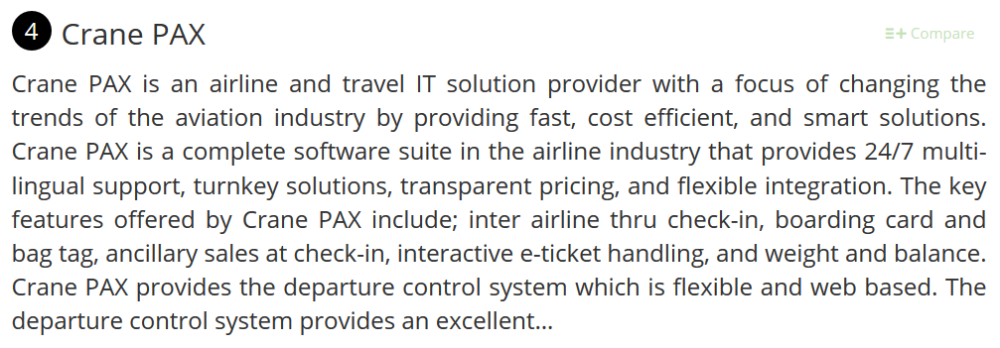 4 Crane PAX
Compare
Crane PAX is an airline and travel IT solution provider with a focus of changing the
trends of the aviation industry by providing fast, cost efficient, and smart solutions.
Crane PAX is a complete software suite in the airline industry that provides 24/7 multi-
lingual support, turnkey solutions, transparent pricing, and flexible integration. The key
features offered by Crane PAX include; inter airline thru check-in, boarding card and
bag tag, ancillary sales at check-in, interactive e-ticket handling, and weight and balance.
Crane PAX provides the departure control system which is flexible and web based. The
departure control system provides an excellent...